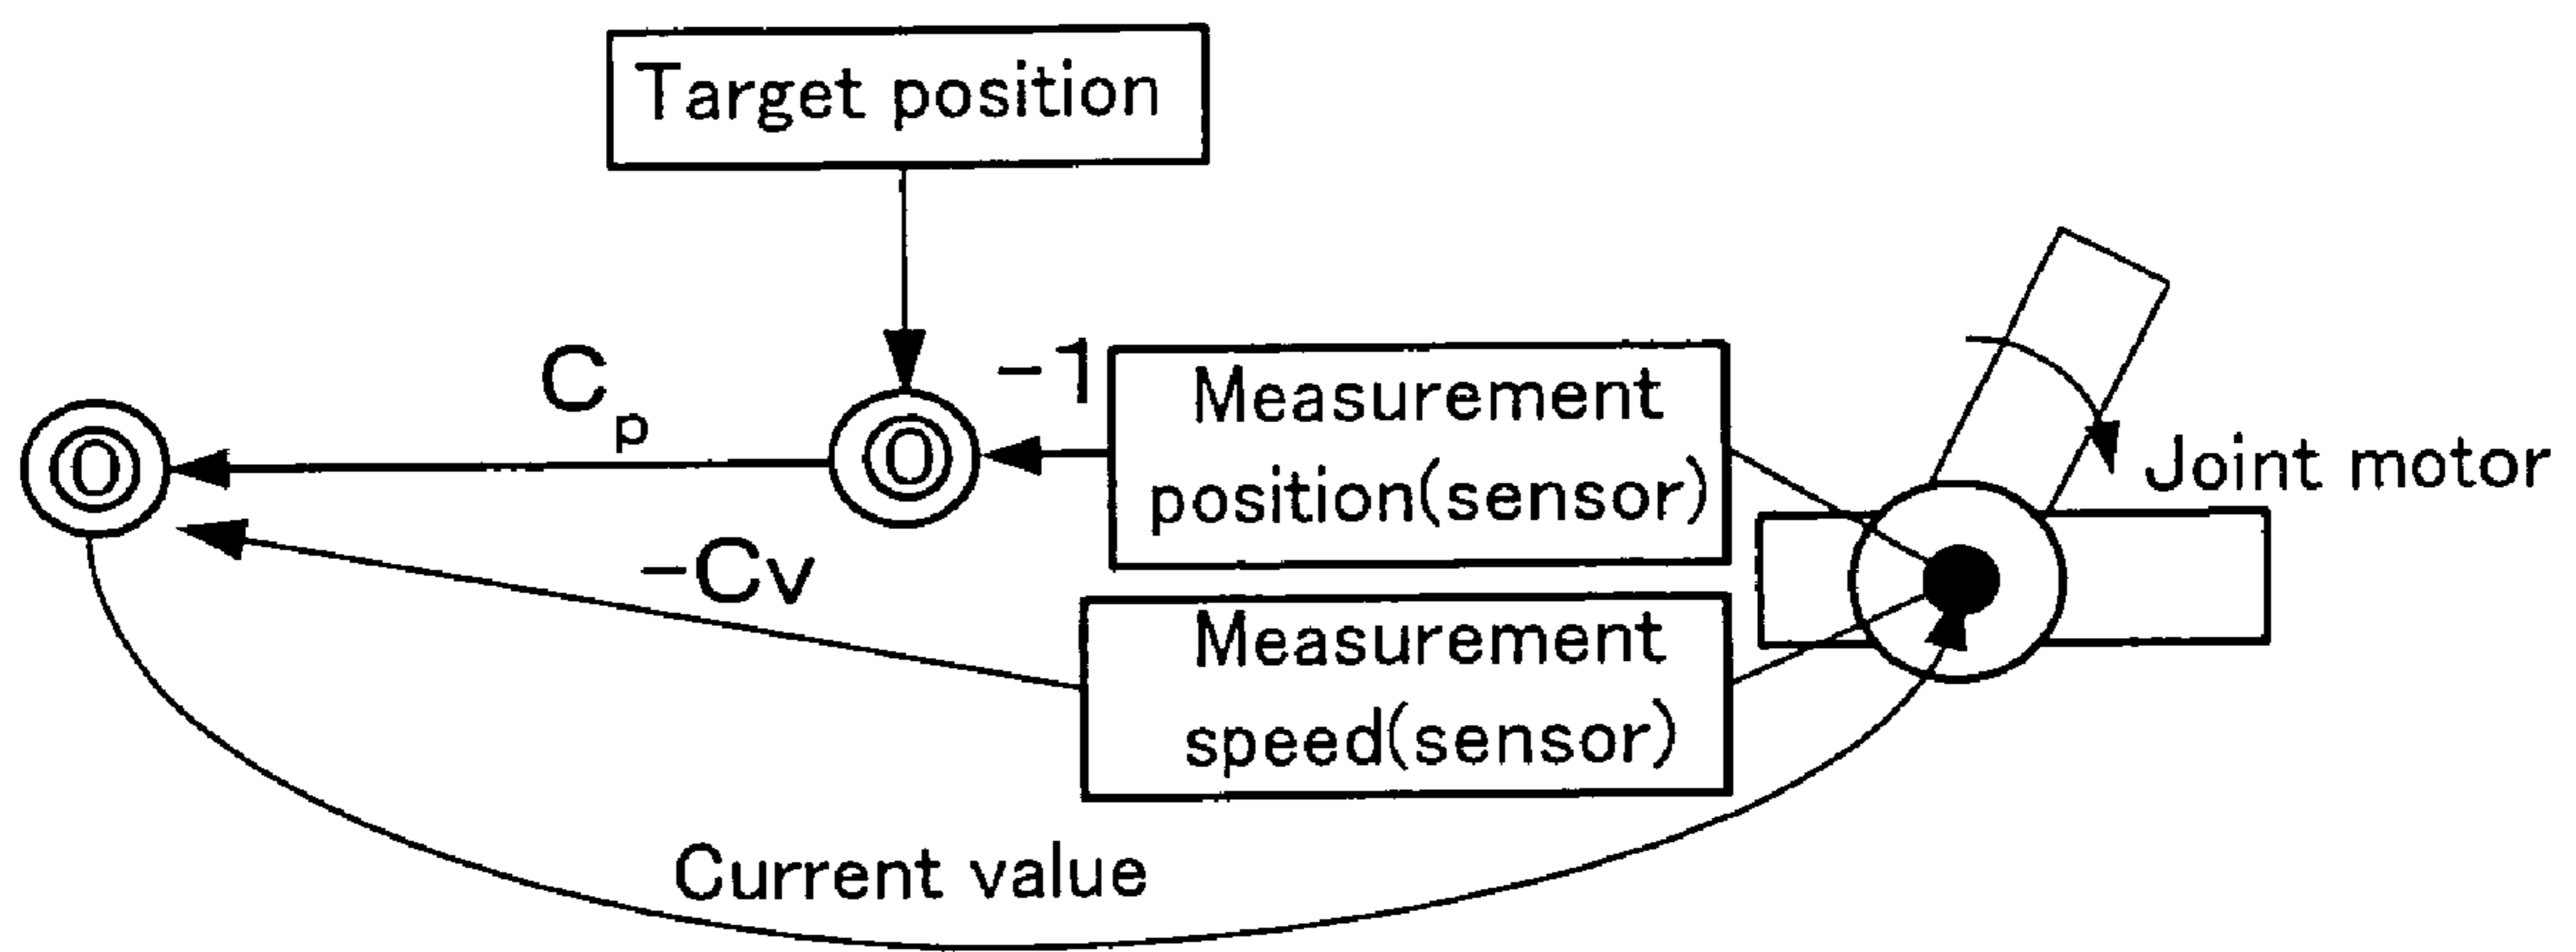 Target position
Cp
-1
Measurement
position(sensor)
Joint motor
O
O
-Cv
Measurement
speed(sensor)
Current value